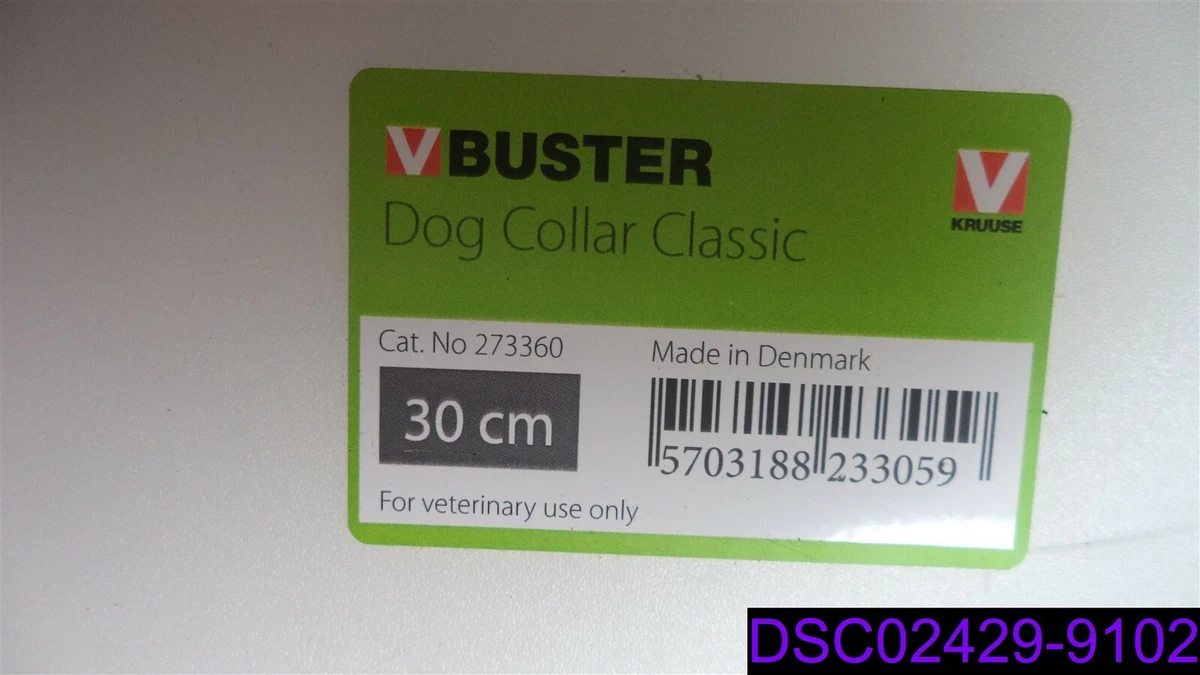 V BUSTER
Dog Collar Classic
V
KRUUSE
Cat. No 273360
30 cm
For veterinary use only
Made in Denmark
5703188 233059
DSC02429-9102